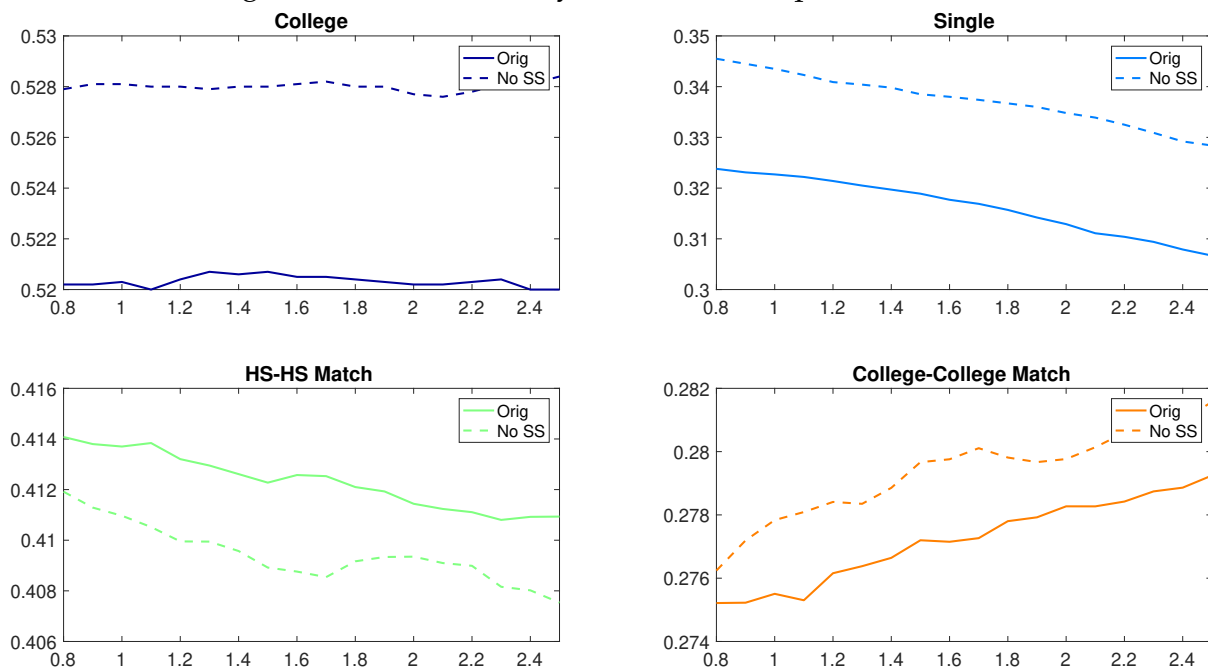 College
0.53
0.528
0.526
0.524
0.522
0.52
0.8 1 1.2 1.4 1.6 1.8 2 2.2 2.4
Orig
No SS
Single
0.35
0.34
0.33
0.32
0.31
0.3
0.8 1 1.2 1.4 1.6 1.8 2 2.2 2.4
Orig
No SS
HS-HS Match
0.416
0.414
0.412
0.41
0.408
0.406
0.8 1 1.2 1.4 1.6 1.8 2 2.2 2.4
Orig
No SS
College-College Match
0.282
0.28
0.278
0.276
0.274
0.8 1 1.2 1.4 1.6 1.8 2 2.2 2.4
Orig
No SS